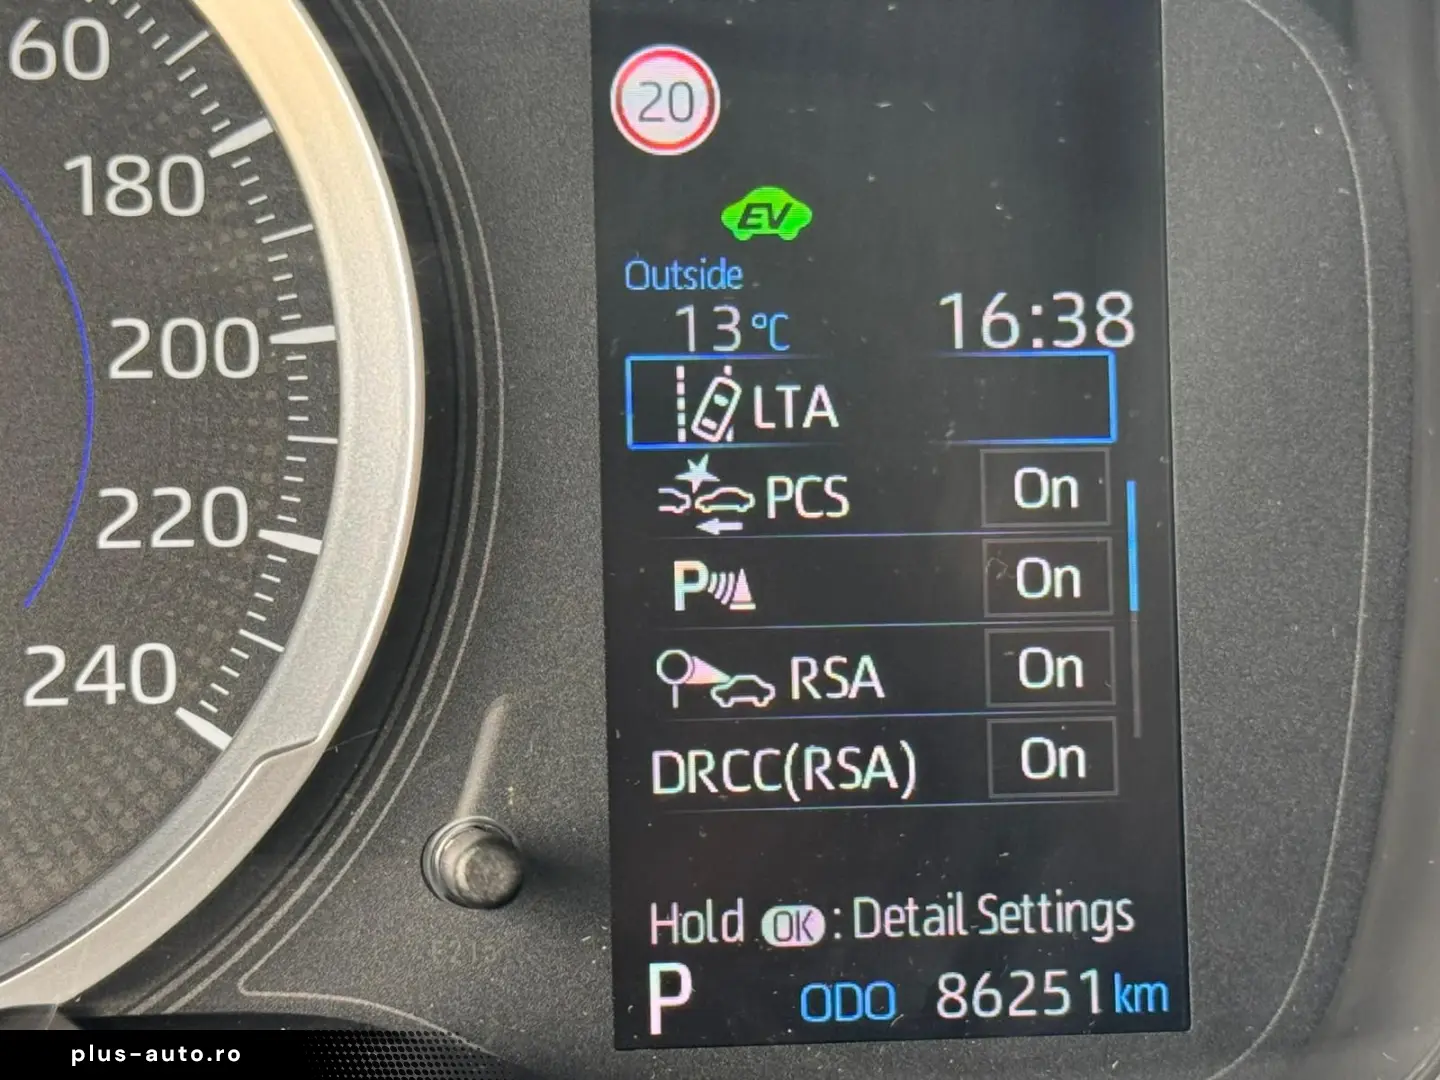 60
180
200
220
240
20
EV
Outside
13°C 16:38
LTA
PCS On
P On
RSA On
DRCC(RSA) On
Hold OK : Detail Settings
P ODO 86251 km
plus-auto.ro